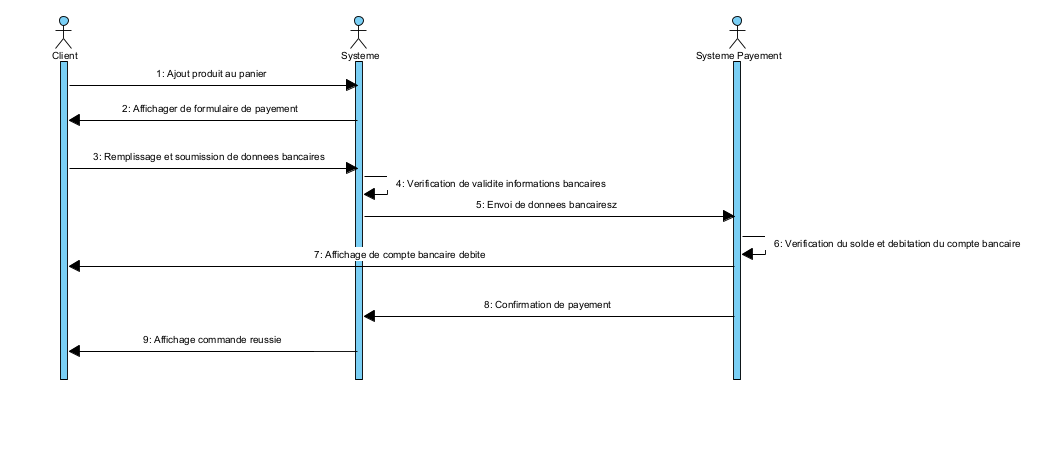 Client
Systeme
Systeme Payement
1: Ajout produit au panier
2: Affichager de formulaire de payement
3: Remplissage et soumission de donnees bancaires
4: Verification de validite informations bancaires
5: Envoi de donnees bancairesz
6: Verification du solde et debitation du compte bancaire
7: Affichage de compte bancaire debite
8: Confirmation de payement
9: Affichage commande reussie